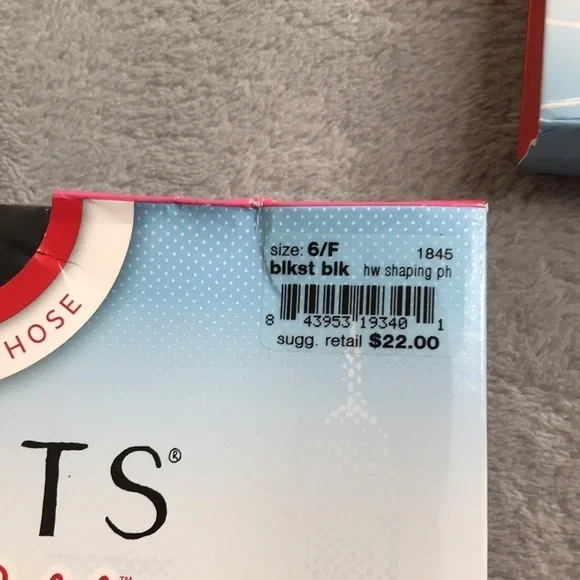 HOSE
size: 6/F 1845
blkst blk hw shaping ph
8 43953 19340 1
sugg. retail $22.00
TS®